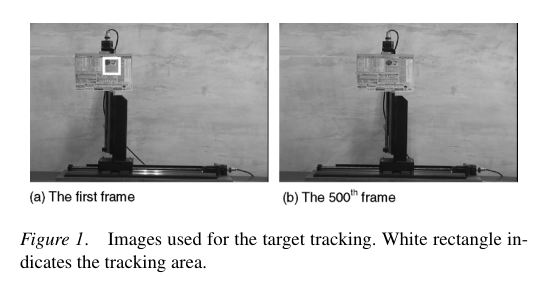 (a) The first frame
(b) The 500th frame
Figure 1. Images used for the target tracking. White rectangle in-
dicates the tracking area.